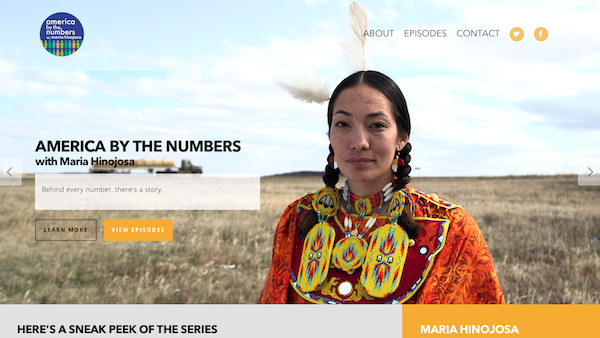 america
by the
numbers
by maria hinojosa
ABOUT
EPISODES
CONTACT
AMERICA BY THE NUMBERS
with Maria Hinojosa
Behind every number, there's a story.
LEARN MORE
VIEW EPISODES
HERE'S A SNEAK PEEK OF THE SERIES
MARIA HINOJOSA